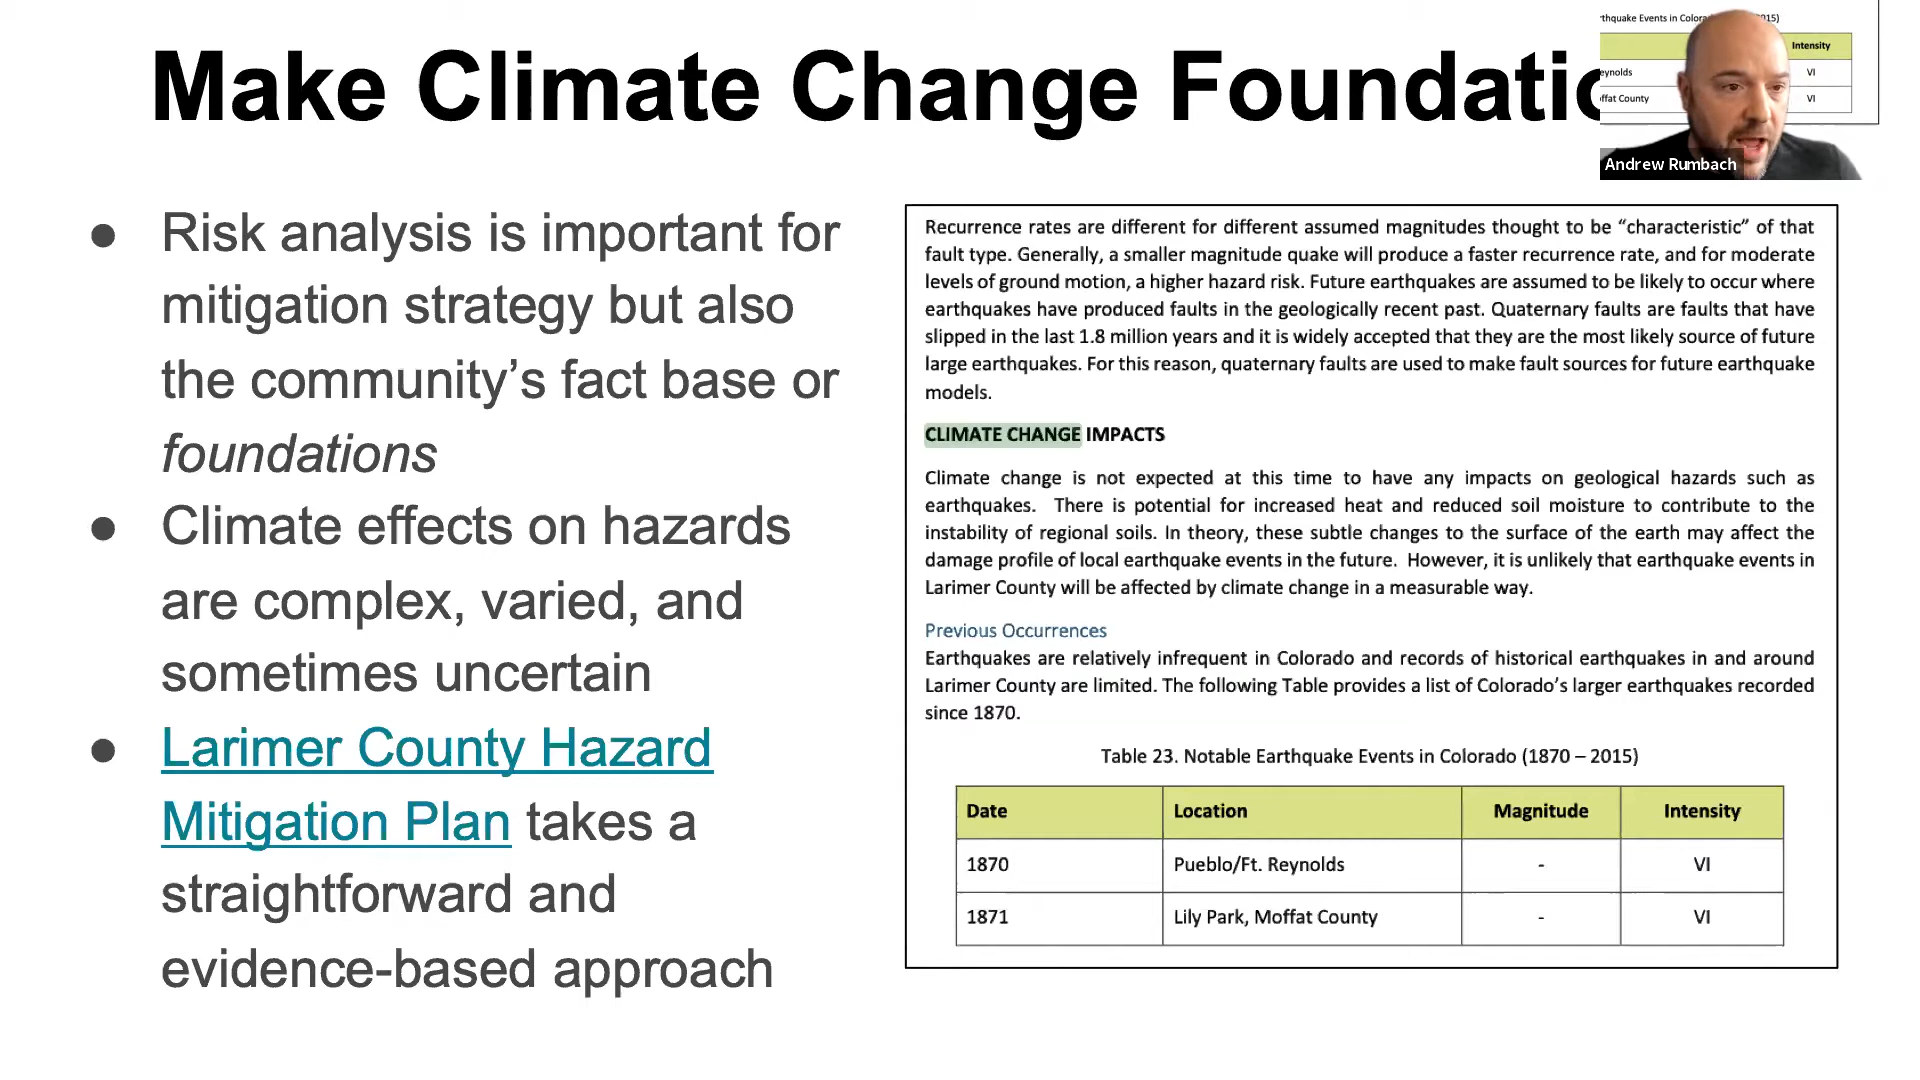 Make Climate Change Foundatio
thquake Events in Colora 2015)
Intensity
eynolds VI
ffat County VI
Andrew Rumbach
● Risk analysis is important for
mitigation strategy but also
the community’s fact base or
foundations
● Climate effects on hazards
are complex, varied, and
sometimes uncertain
● Larimer County Hazard
Mitigation Plan takes a
straightforward and
evidence-based approach
Recurrence rates are different for different assumed magnitudes thought to be “characteristic” of that
fault type. Generally, a smaller magnitude quake will produce a faster recurrence rate, and for moderate
levels of ground motion, a higher hazard risk. Future earthquakes are assumed to be likely to occur where
earthquakes have produced faults in the geologically recent past. Quaternary faults are faults that have
slipped in the last 1.8 million years and it is widely accepted that they are the most likely source of future
large earthquakes. For this reason, quaternary faults are used to make fault sources for future earthquake
models.
CLIMATE CHANGE IMPACTS
Climate change is not expected at this time to have any impacts on geological hazards such as
earthquakes. There is potential for increased heat and reduced soil moisture to contribute to the
instability of regional soils. In theory, these subtle changes to the surface of the earth may affect the
damage profile of local earthquake events in the future. However, it is unlikely that earthquake events in
Larimer County will be affected by climate change in a measurable way.
Previous Occurrences
Earthquakes are relatively infrequent in Colorado and records of historical earthquakes in and around
Larimer County are limited. The following Table provides a list of Colorado’s larger earthquakes recorded
since 1870.
Table 23. Notable Earthquake Events in Colorado (1870 – 2015)
Date Location Magnitude Intensity
1870 Pueblo/Ft. Reynolds - VI
1871 Lily Park, Moffat County - VI